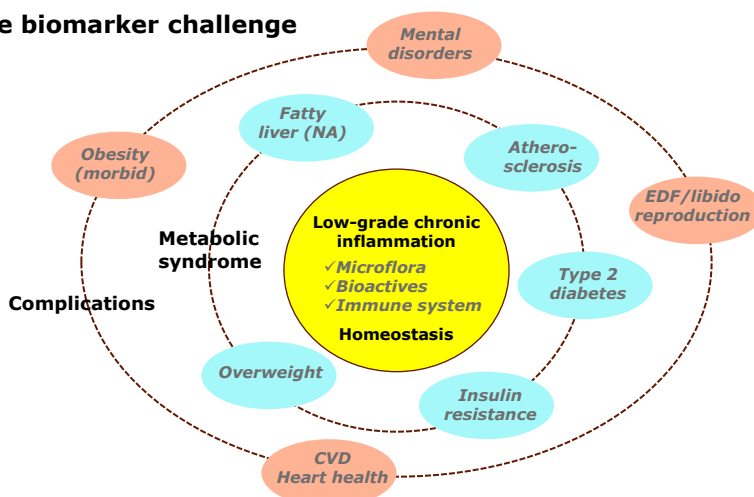 e biomarker challenge
Mental
disorders
Fatty
liver (NA)
Athero-
sclerosis
Obesity
(morbid)
EDF/libido
reproduction
Low-grade chronic
inflammation
✓Microflora
✓Bioactives
✓Immune system
Homeostasis
Metabolic
syndrome
Type 2
diabetes
Complications
Overweight
Insulin
resistance
CVD
Heart health